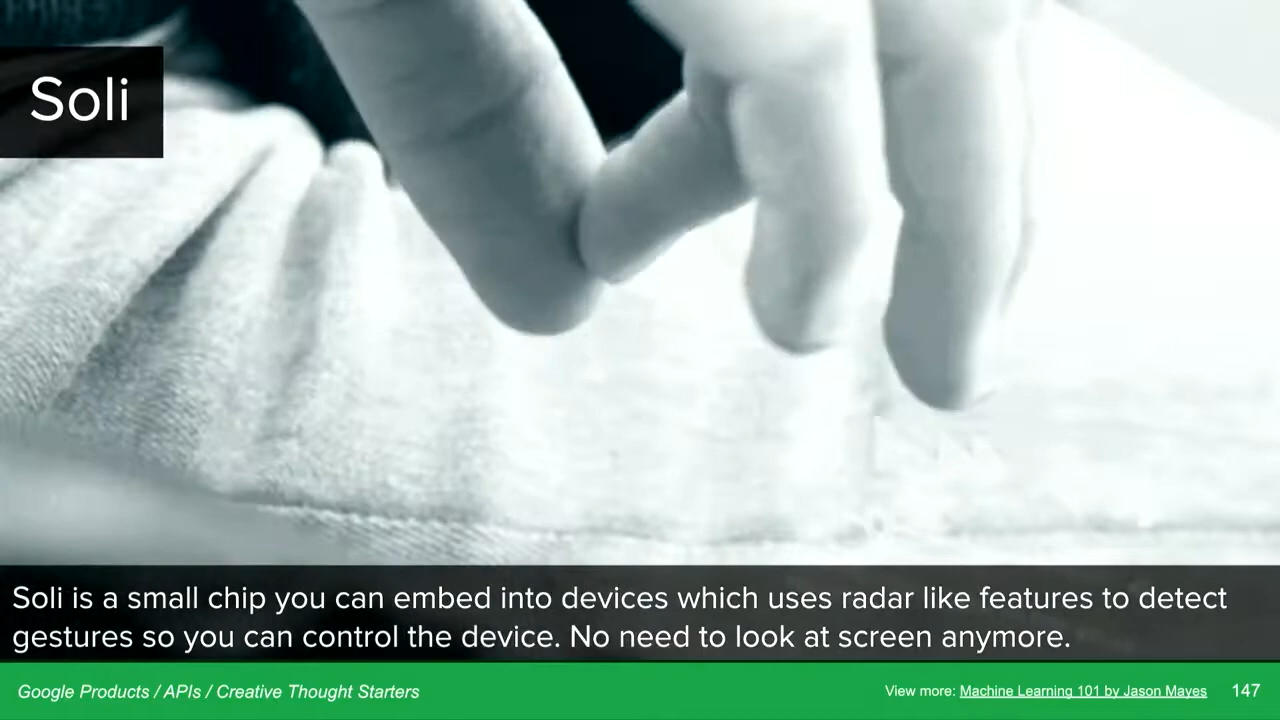 Soli
Soli is a small chip you can embed into devices which uses radar like features to detect
gestures so you can control the device. No need to look at screen anymore.
Google Products / APIs / Creative Thought Starters
View more: Machine Learning 101 by Jason Mayes 147